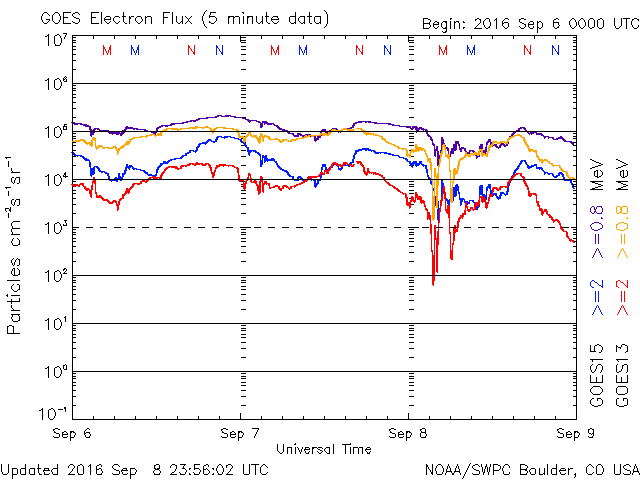 GOES Electron Flux (5 minute data)
Begin: 2016 Sep 6 0000 UTC
M M N N M M N N M M N N
10⁷
10⁶
10⁵
10⁴
10³
10²
10¹
10⁰
10⁻¹
Particles cm⁻²s⁻¹sr⁻¹
Sep 6 Sep 7 Sep 8 Sep 9
Universal Time
GOES15 >=2 >=0.8 MeV
GOES13 >=2 >=0.8 MeV
Updated 2016 Sep 8 23:56:02 UTC
NOAA/SWPC Boulder, CO USA